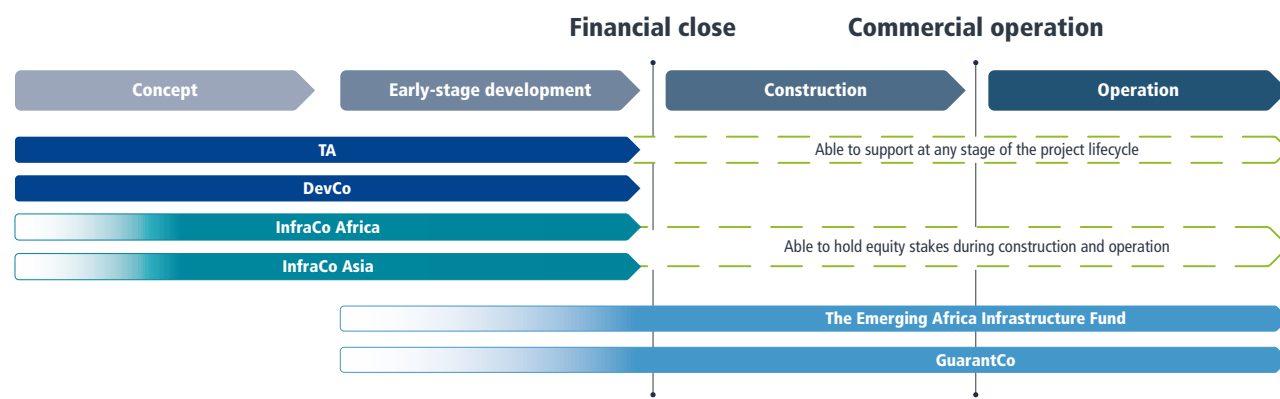 Financial close
Commercial operation
Concept
Early-stage development
Construction
Operation
TA
Able to support at any stage of the project lifecycle
DevCo
InfraCo Africa
Able to hold equity stakes during construction and operation
InfraCo Asia
The Emerging Africa Infrastructure Fund
GuarantCo